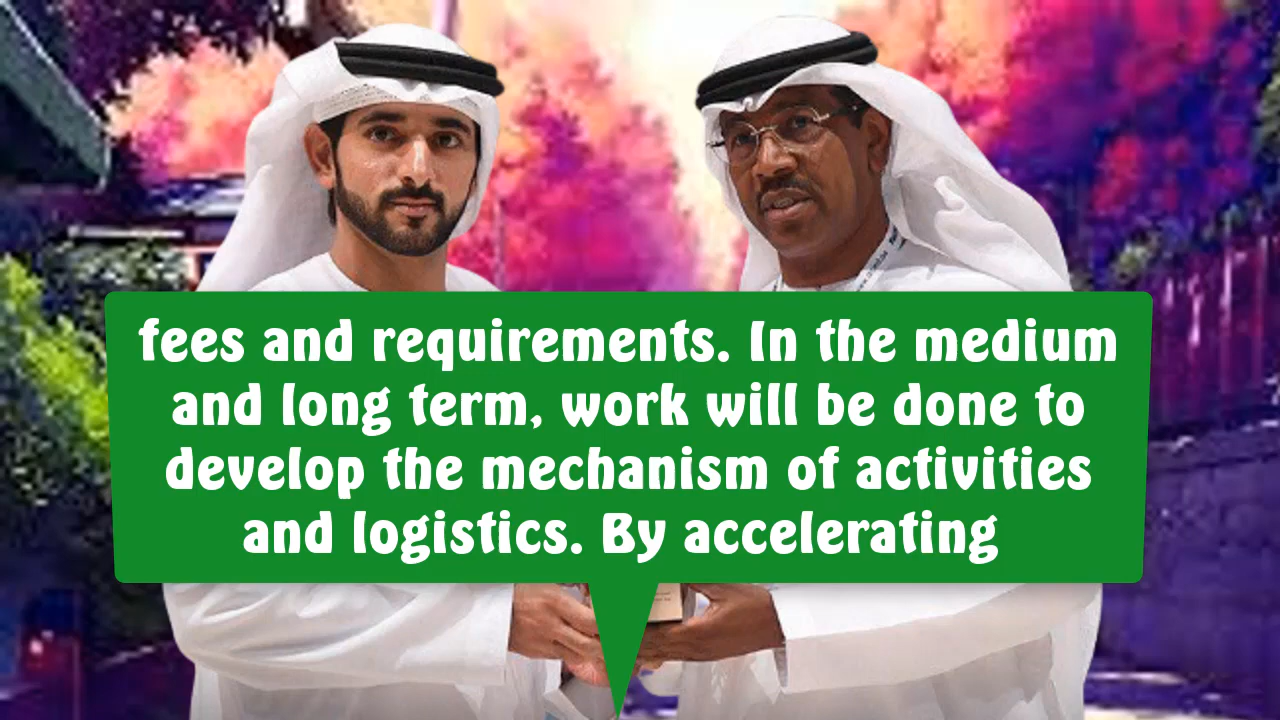 fees and requirements. In the medium
and long term, work will be done to
develop the mechanism of activities
and logistics. By accelerating